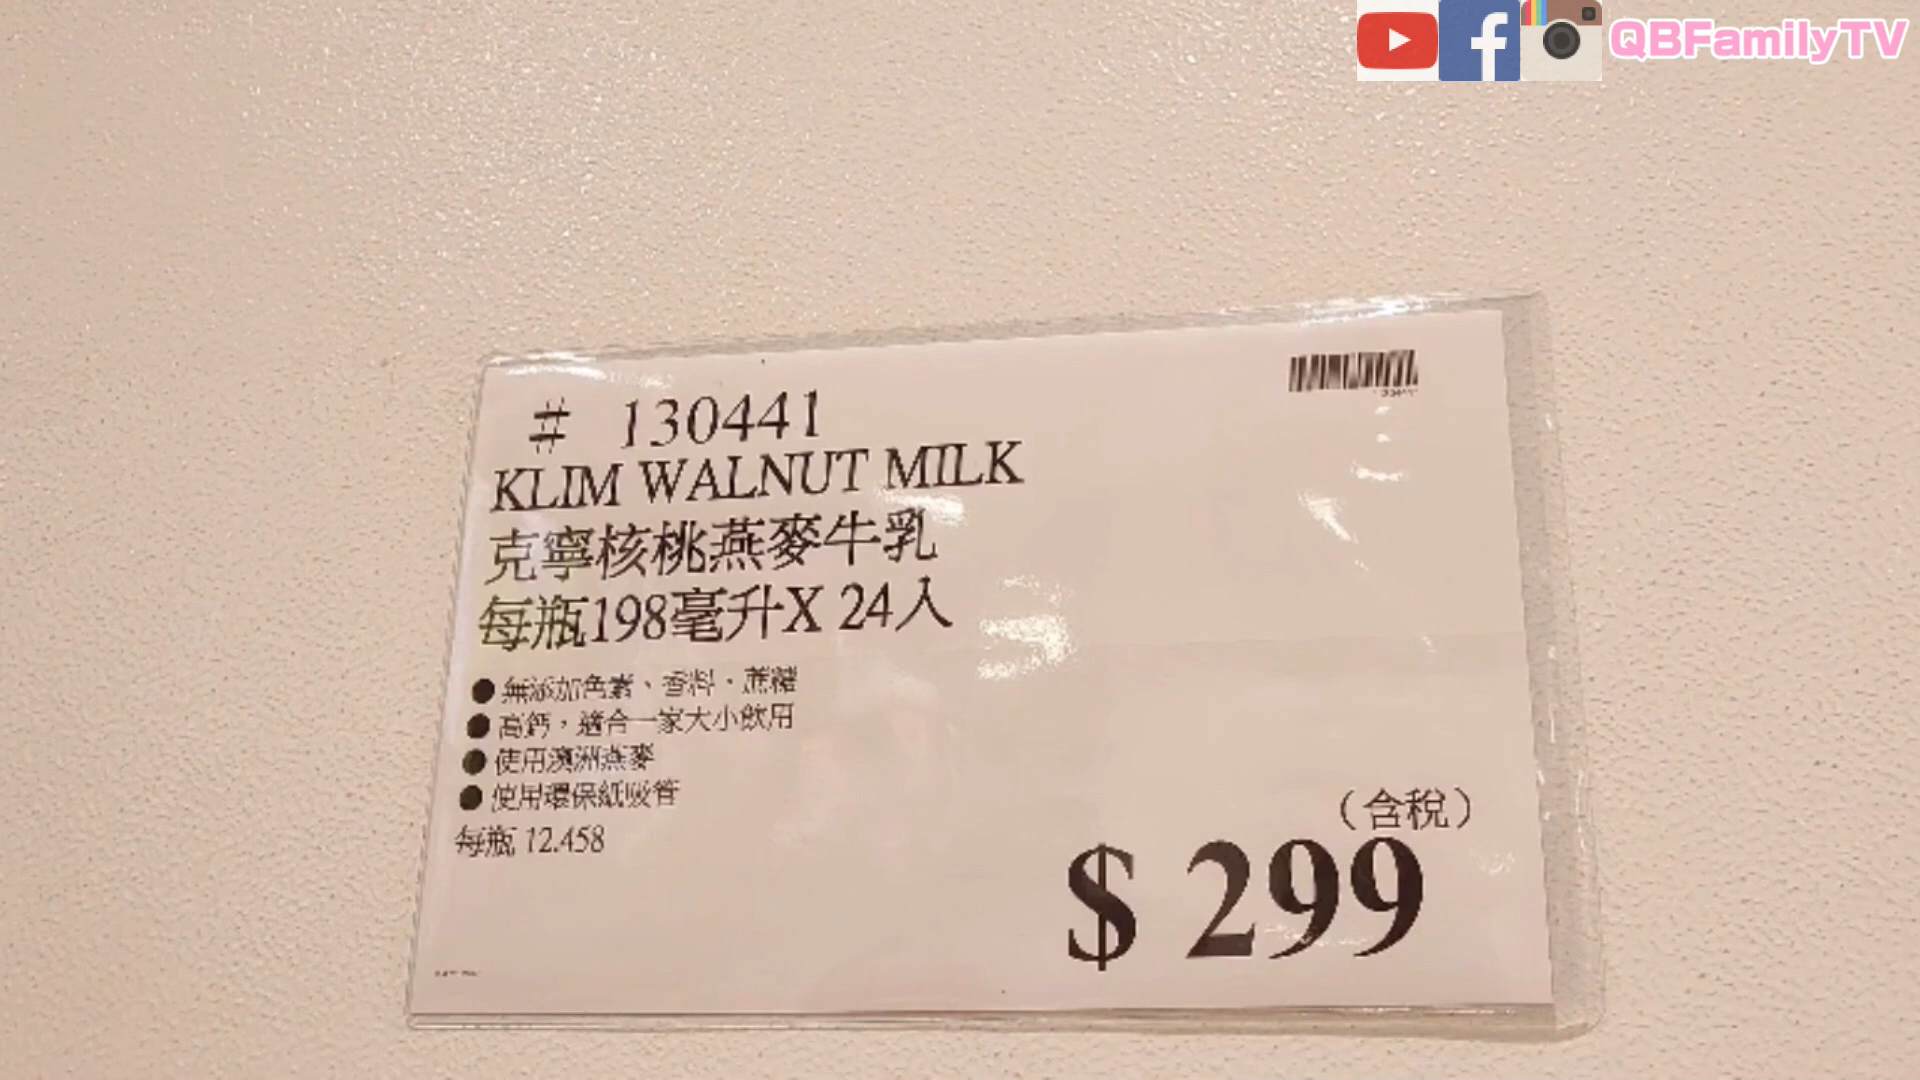 QBFamilyTV
# 130441
KLIM WALNUT MILK
克寧核桃燕麥牛乳
每瓶198毫升X 24入
● 無添加色素、香料、蔗糖
● 高鈣，適合一家大小飲用
● 使用澳洲燕麥
● 使用環保紙吸管
每瓶 12.458
（含稅）
$ 299